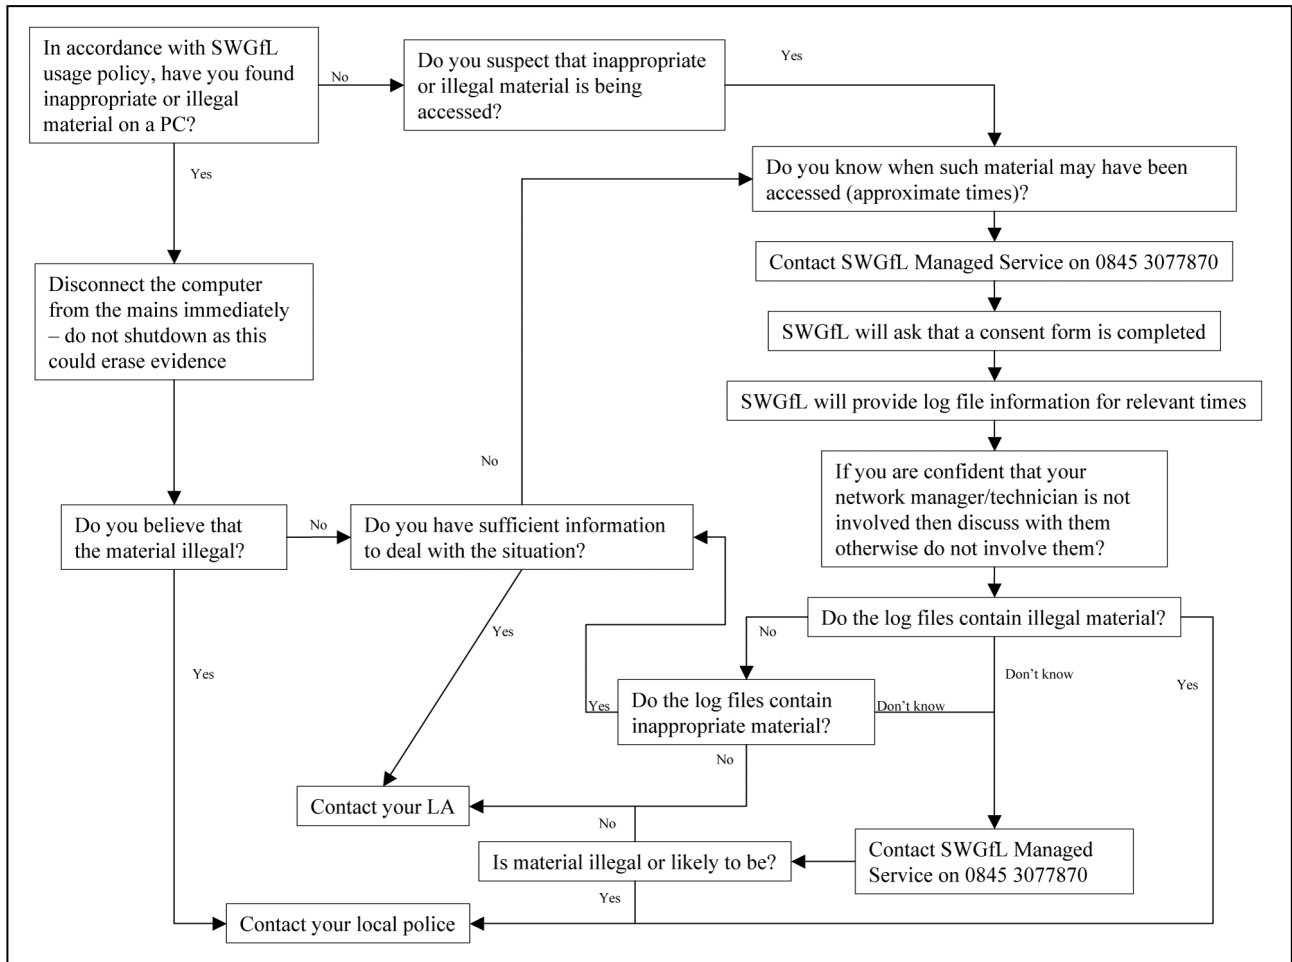 In accordance with SWGfL
usage policy, have you found
inappropriate or illegal
material on a PC?
No
Do you suspect that inappropriate
or illegal material is being
accessed?
Yes
Yes
Do you know when such material may have been
accessed (approximate times)?
Contact SWGfL Managed Service on 0845 3077870
Disconnect the computer
from the mains immediately
– do not shutdown as this
could erase evidence
SWGfL will ask that a consent form is completed
SWGfL will provide log file information for relevant times
No
If you are confident that your
network manager/technician is not
involved then discuss with them
otherwise do not involve them?
Do you believe that
the material illegal?
No
Do you have sufficient information
to deal with the situation?
Do the log files contain illegal material?
Yes
No
Don't know
Yes
Yes
Do the log files contain
inappropriate material?
Yes
Don't know
No
Contact your LA
No
Is material illegal or likely to be?
Contact SWGfL Managed
Service on 0845 3077870
Yes
Contact your local police